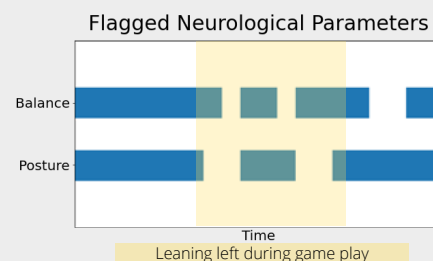 Flagged Neurological Parameters
Balance
Posture
Time
Leaning left during game play